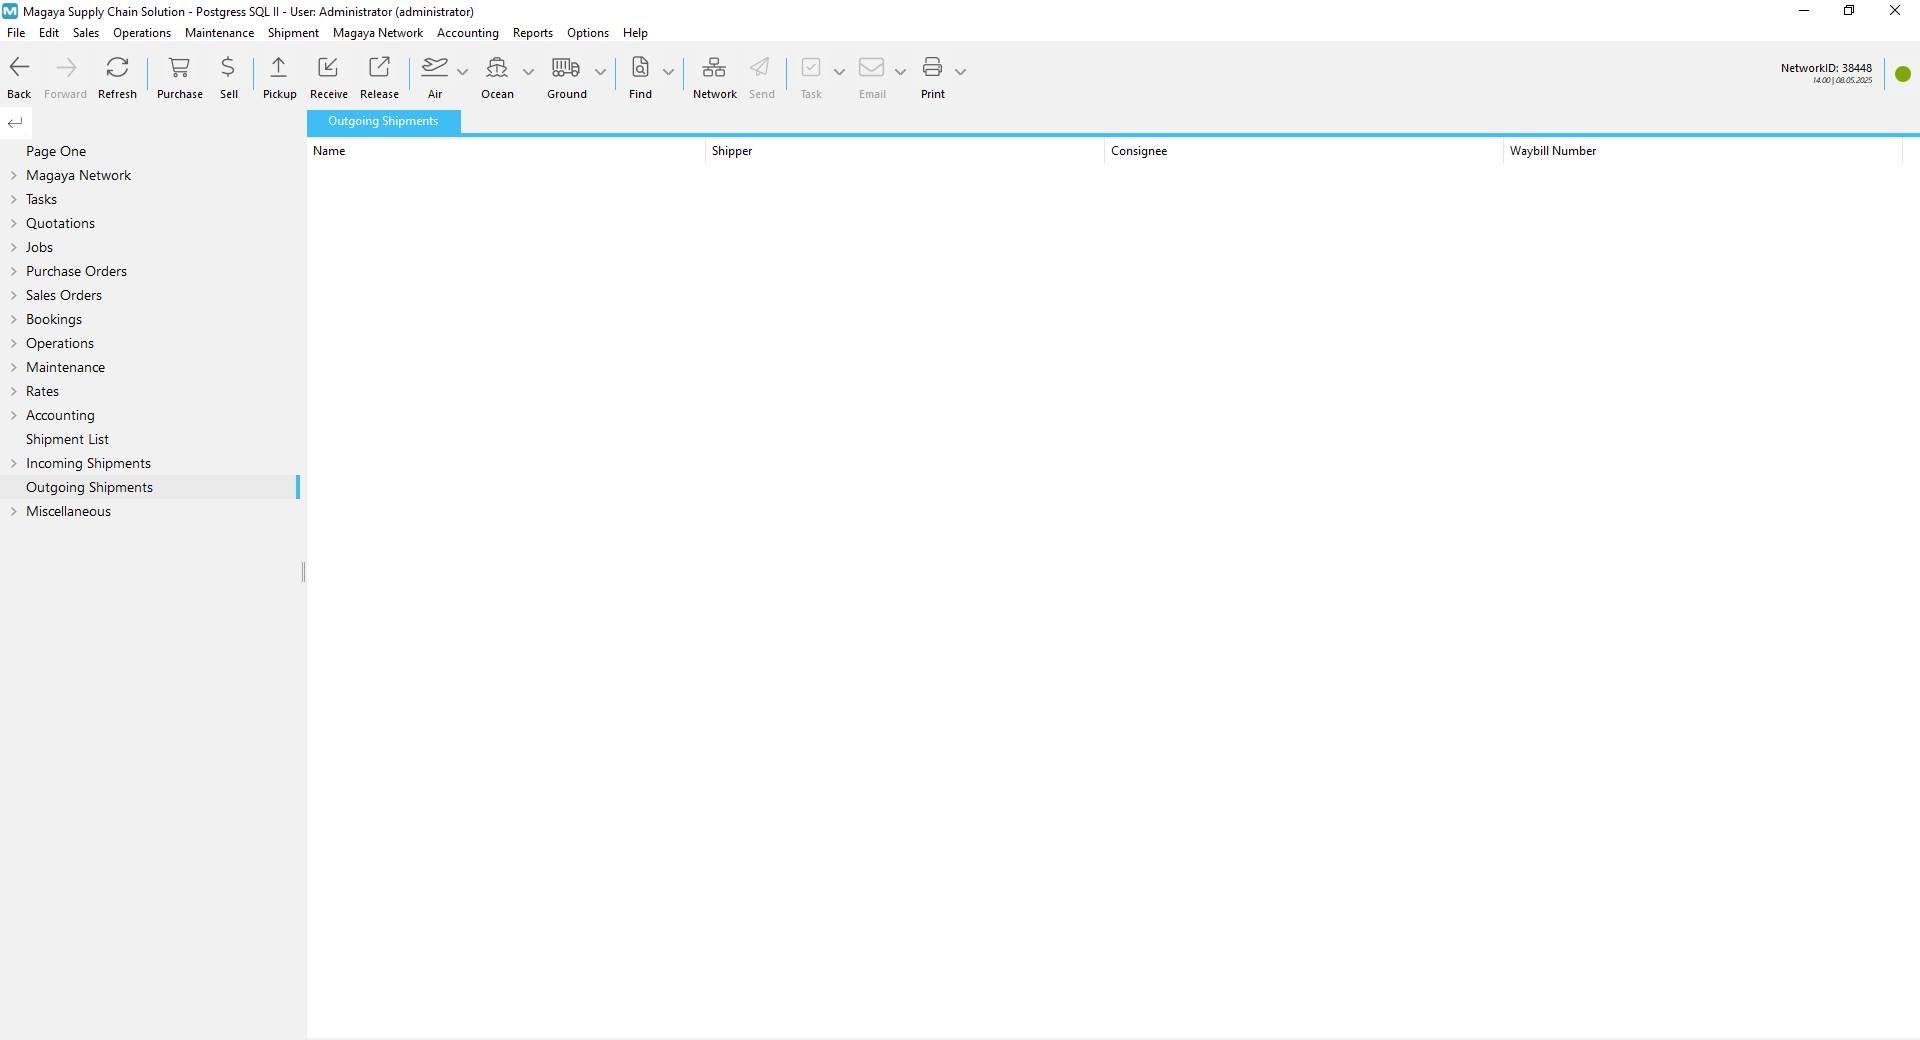 Magaya Supply Chain Solution - Postgress SQL II - User: Administrator (administrator)
File Edit Sales Operations Maintenance Shipment Magaya Network Accounting Reports Options Help
Back Forward Refresh Purchase Sell Pickup Receive Release Air Ocean Ground Find Network Send Task Email Print
NetworkID: 38448
14.00 | 08.05.2025
Outgoing Shipments
Name Shipper Consignee Waybill Number
Page One
Magaya Network
Tasks
Quotations
Jobs
Purchase Orders
Sales Orders
Bookings
Operations
Maintenance
Rates
Accounting
Shipment List
Incoming Shipments
Outgoing Shipments
Miscellaneous